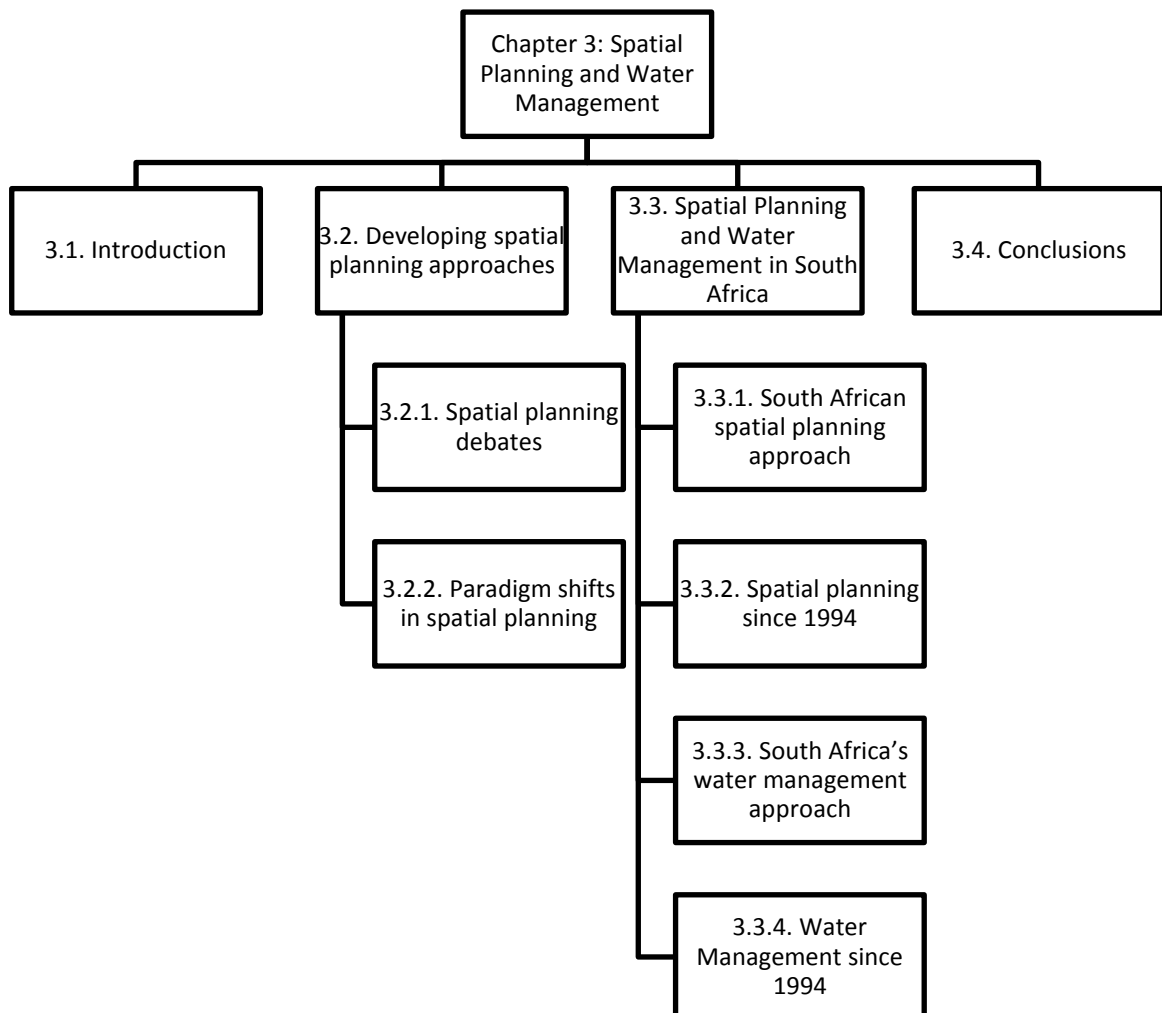 Chapter 3: Spatial
Planning and Water
Management
3.1. Introduction
3.2. Developing spatial
planning approaches
3.3. Spatial Planning
and Water
Management in South
Africa
3.4. Conclusions
3.2.1. Spatial planning
debates
3.2.2. Paradigm shifts
in spatial planning
3.3.1. South African
spatial planning
approach
3.3.2. Spatial planning
since 1994
3.3.3. South Africa’s
water management
approach
3.3.4. Water
Management since
1994